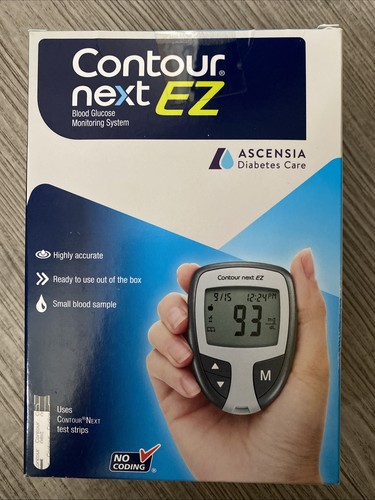 Contour®
next EZ
Blood Glucose
Monitoring System
ASCENSIA
Diabetes Care
Highly accurate
Ready to use out of the box
Small blood sample
Contour next EZ
9/15 12:24PM
93
M
Uses
CONTOUR®NEXT
test strips
Contour
NO
CODING®